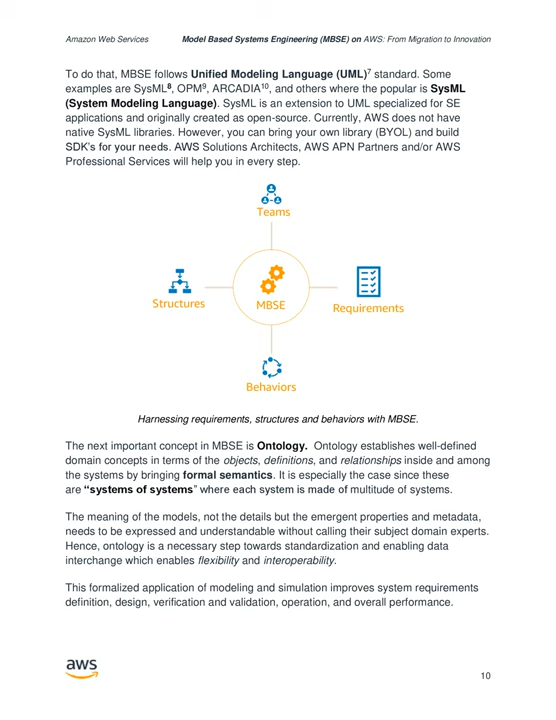 Amazon Web Services Model Based Systems Engineering (MBSE) on AWS: From Migration to Innovation
To do that, MBSE follows Unified Modeling Language (UML)7 standard. Some
examples are SysML8, OPM9, ARCADIA10, and others where the popular is SysML
(System Modeling Language). SysML is an extension to UML specialized for SE
applications and originally created as open-source. Currently, AWS does not have
native SysML libraries. However, you can bring your own library (BYOL) and build
SDK's for your needs. AWS Solutions Architects, AWS APN Partners and/or AWS
Professional Services will help you in every step.
Teams
Structures
MBSE
Requirements
Behaviors
Harnessing requirements, structures and behaviors with MBSE.
The next important concept in MBSE is Ontology. Ontology establishes well-defined
domain concepts in terms of the objects, definitions, and relationships inside and among
the systems by bringing formal semantics. It is especially the case since these
are “systems of systems” where each system is made of multitude of systems.
The meaning of the models, not the details but the emergent properties and metadata,
needs to be expressed and understandable without calling their subject domain experts.
Hence, ontology is a necessary step towards standardization and enabling data
interchange which enables flexibility and interoperability.
This formalized application of modeling and simulation improves system requirements
definition, design, verification and validation, operation, and overall performance.
aws
10